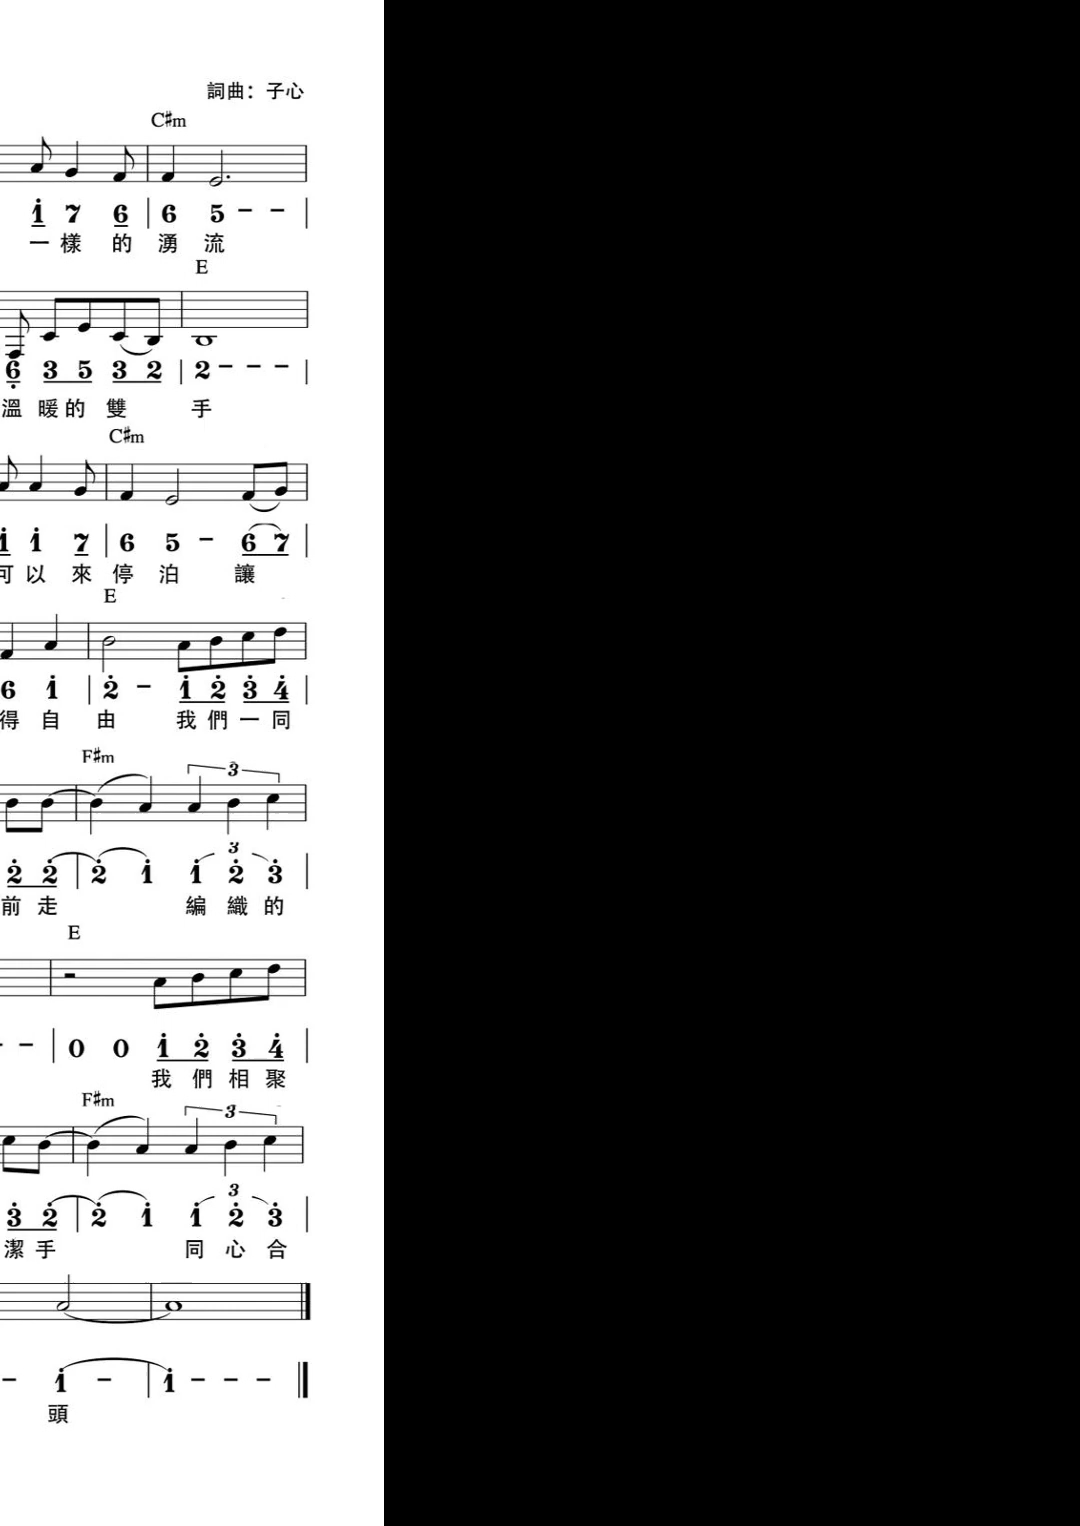 詞曲：子心
C#m
1 7 6 | 6 5 - - |
一 樣 的 湧 流
E
6 3 5 3 2 | 2 - - - |
溫 暖 的 雙 手
C#m
1 1 7 | 6 5 - 6 7 |
可 以 來 停 泊 讓
E
6 1 | 2 - 1 2 3 4 |
得 自 由 我 們 一 同
F#m
3
3
2 2 | 2 1 1 2 3 |
前 走 編 織 的
E
- - | 0 0 1 2 3 4 |
我 們 相 聚
F#m
3
3
3 2 | 2 1 1 2 3 |
潔 手 同 心 合
- 1 - | 1 - - - ‖
頭